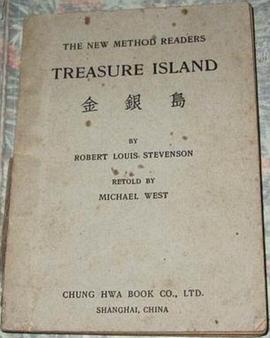 THE NEW METHOD READERS
TREASURE ISLAND
金銀島
BY
ROBERT LOUIS STEVENSON
RETOLD BY
MICHAEL WEST
CHUNG HWA BOOK CO., LTD.
SHANGHAI, CHINA